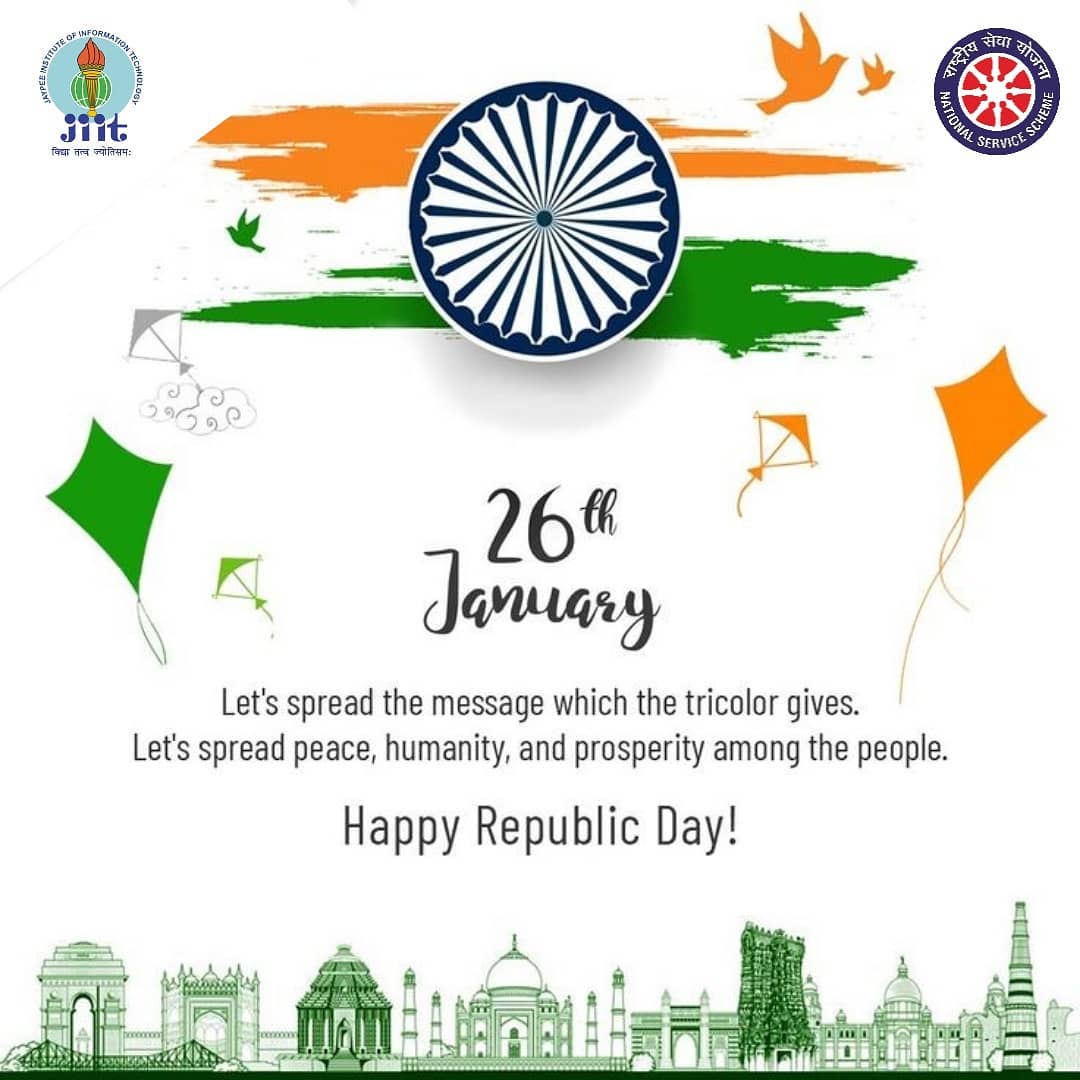 JAYPEE INSTITUTE OF INFORMATION TECHNOLOGY
jiit
विद्या तत्व ज्योतिसमः
राष्ट्रीय सेवा योजना
NATIONAL SERVICE SCHEME
26th
January
Let's spread the message which the tricolor gives.
Let's spread peace, humanity, and prosperity among the people.
Happy Republic Day!